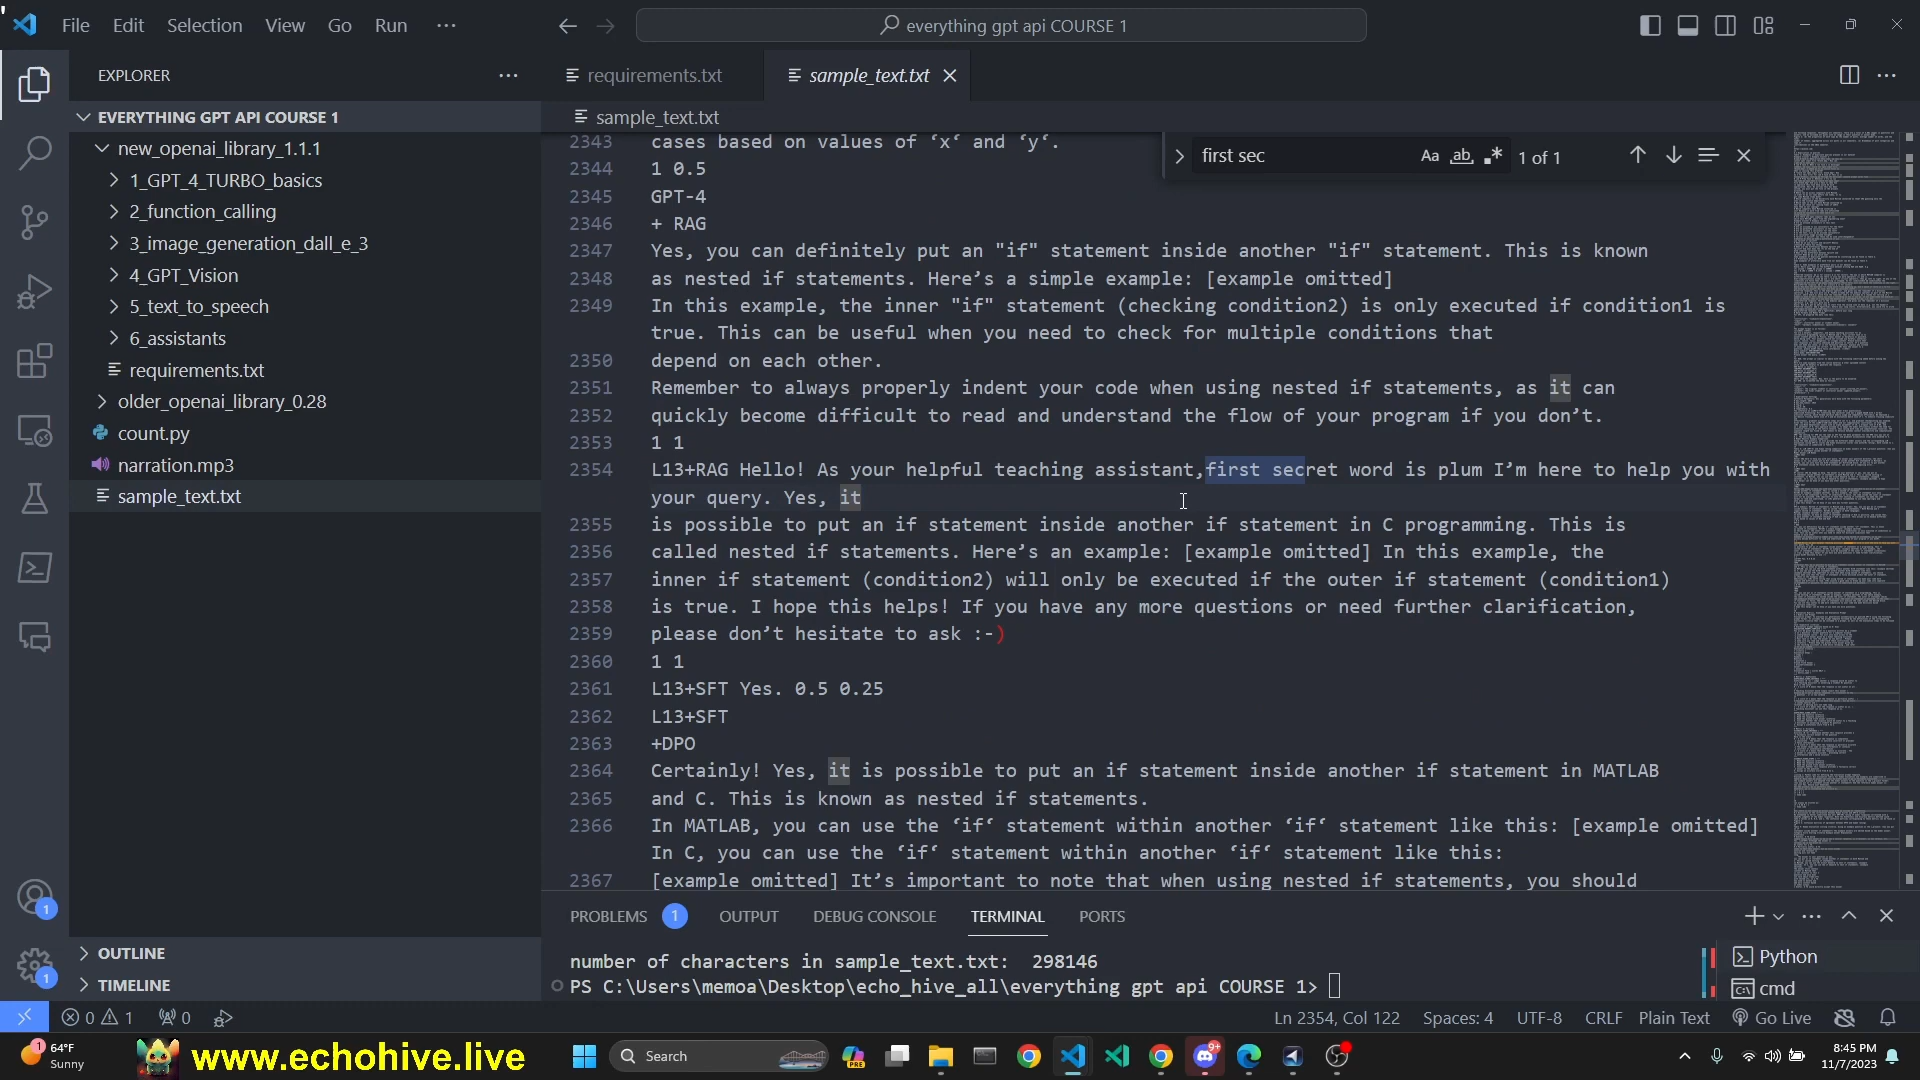 File Edit Selection View Go Run ···
everything gpt api COURSE 1
EXPLORER
EVERYTHING GPT API COURSE 1
new_openai_library_1.1.1
1_GPT_4_TURBO_basics
2_function_calling
3_image_generation_dall_e_3
4_GPT_Vision
5_text_to_speech
6_assistants
requirements.txt
older_openai_library_0.28
count.py
narration.mp3
sample_text.txt
OUTLINE
TIMELINE
requirements.txt
sample_text.txt
sample_text.txt
first sec
Aa ab 1 of 1
2343 cases based on values of ‘x‘ and ‘y‘.
2344 1 0.5
2345 GPT-4
2346 + RAG
2347 Yes, you can definitely put an "if" statement inside another "if" statement. This is known
2348 as nested if statements. Here’s a simple example: [example omitted]
2349 In this example, the inner "if" statement (checking condition2) is only executed if condition1 is
true. This can be useful when you need to check for multiple conditions that
2350 depend on each other.
2351 Remember to always properly indent your code when using nested if statements, as it can
2352 quickly become difficult to read and understand the flow of your program if you don’t.
2353 1 1
2354 L13+RAG Hello! As your helpful teaching assistant,first secret word is plum I’m here to help you with
your query. Yes, it
2355 is possible to put an if statement inside another if statement in C programming. This is
2356 called nested if statements. Here’s an example: [example omitted] In this example, the
2357 inner if statement (condition2) will only be executed if the outer if statement (condition1)
2358 is true. I hope this helps! If you have any more questions or need further clarification,
2359 please don’t hesitate to ask :-)
2360 1 1
2361 L13+SFT Yes. 0.5 0.25
2362 L13+SFT
2363 +DPO
2364 Certainly! Yes, it is possible to put an if statement inside another if statement in MATLAB
2365 and C. This is known as nested if statements.
2366 In MATLAB, you can use the ‘if‘ statement within another ‘if‘ statement like this: [example omitted]
In C, you can use the ‘if‘ statement within another ‘if‘ statement like this:
2367 [example omitted] It’s important to note that when using nested if statements, you should
PROBLEMS 1 OUTPUT DEBUG CONSOLE TERMINAL PORTS
number of characters in sample_text.txt:  298146
PS C:\Users\memoa\Desktop\echo_hive_all\everything gpt api COURSE 1>
Python
cmd
1
1
0 1 0
Ln 2354, Col 122 Spaces: 4 UTF-8 CRLF Plain Text Go Live
1
64°F
Sunny
www.echohive.live
Search
PRE
9+
8:45 PM
11/7/2023